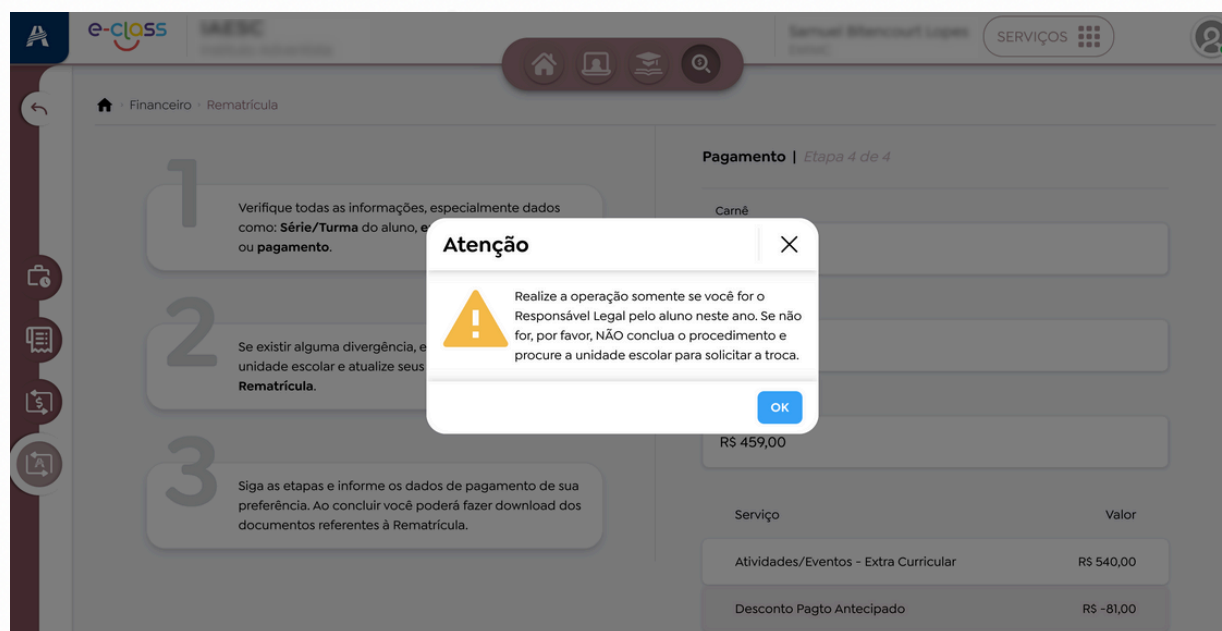 e-class
SERVIÇOS
Financeiro
Rematrícula
Verifique todas as informações, especialmente dados
como: Série/Turma do aluno, e
ou pagamento.
Se existir alguma divergência, e
unidade escolar e atualize seus
Rematrícula.
Siga as etapas e informe os dados de pagamento de sua
preferência. Ao concluir você poderá fazer download dos
documentos referentes à Rematrícula.
1
2
3
Pagamento | Etapa 4 de 4
Carnê
Atenção
Realize a operação somente se você for o
Responsável Legal pelo aluno neste ano. Se não
for, por favor, NÃO conclua o procedimento e
procure a unidade escolar para solicitar a troca.
OK
R$ 459,00
Serviço Valor
Atividades/Eventos - Extra Curricular R$ 540,00
Desconto Pagto Antecipado R$ -81,00